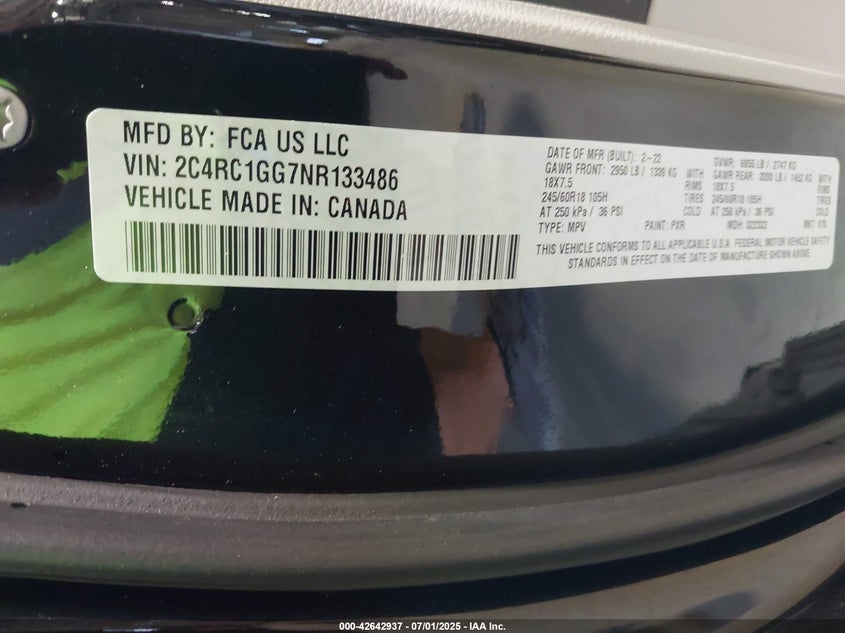 MFD BY: FCA US LLC
VIN: 2C4RC1GG7NR133486
VEHICLE MADE IN: CANADA
DATE OF MFR (BUILT): 2-22 GVWR: 6055 LB / 2747 KG
GAWR FRONT: 2950 LB / 1339 KG WITH GAWR REAR: 3200 LB / 1452 KG WITH
18X7.5 RIMS 18X7.5 RIMS
245/60R18 105H TIRES 245/60R18 105H TIRES
AT 250 kPa / 36 PSI COLD AT 250 kPa / 36 PSI COLD
TYPE: MPV PAINT: PXR MDH: 022322 MKT:
THIS VEHICLE CONFORMS TO ALL APPLICABLE U.S.A. FEDERAL MOTOR VEHICLE SAFETY
STANDARDS IN EFFECT ON THE DATE OF MANUFACTURE SHOWN ABOVE.
000-42642937 - 07/01/2025 - IAA Inc.